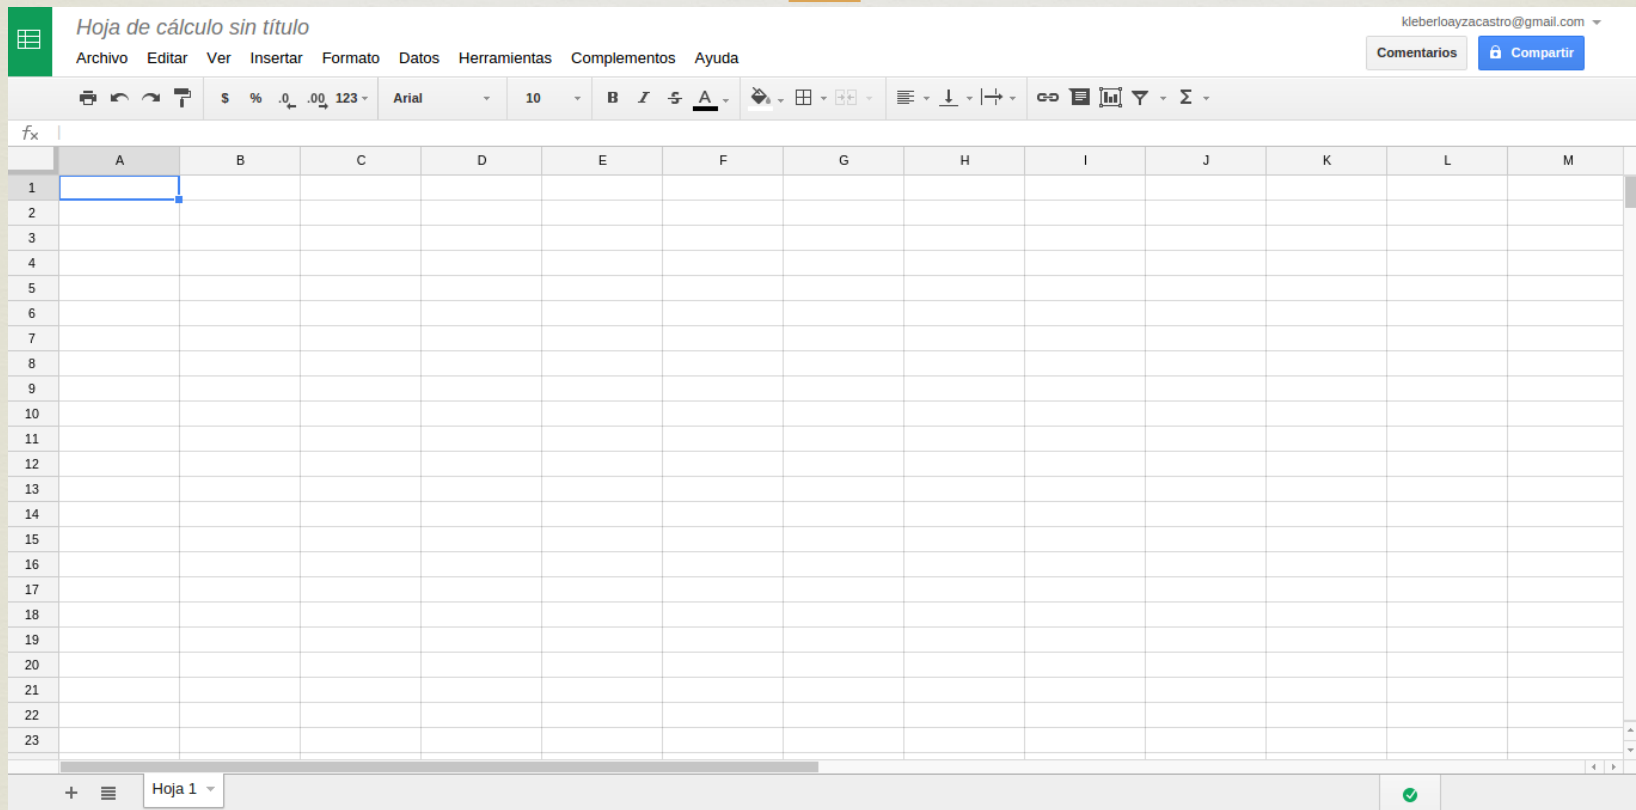 Hoja de cálculo sin título
kleberloayzacastro@gmail.com
Archivo Editar Ver Insertar Formato Datos Herramientas Complementos Ayuda
Comentarios Compartir
$ % .0 .00 123 Arial 10 B I S A Σ
fx
A B C D E F G H I J K L M
1
2
3
4
5
6
7
8
9
10
11
12
13
14
15
16
17
18
19
20
21
22
23
+ Hoja 1